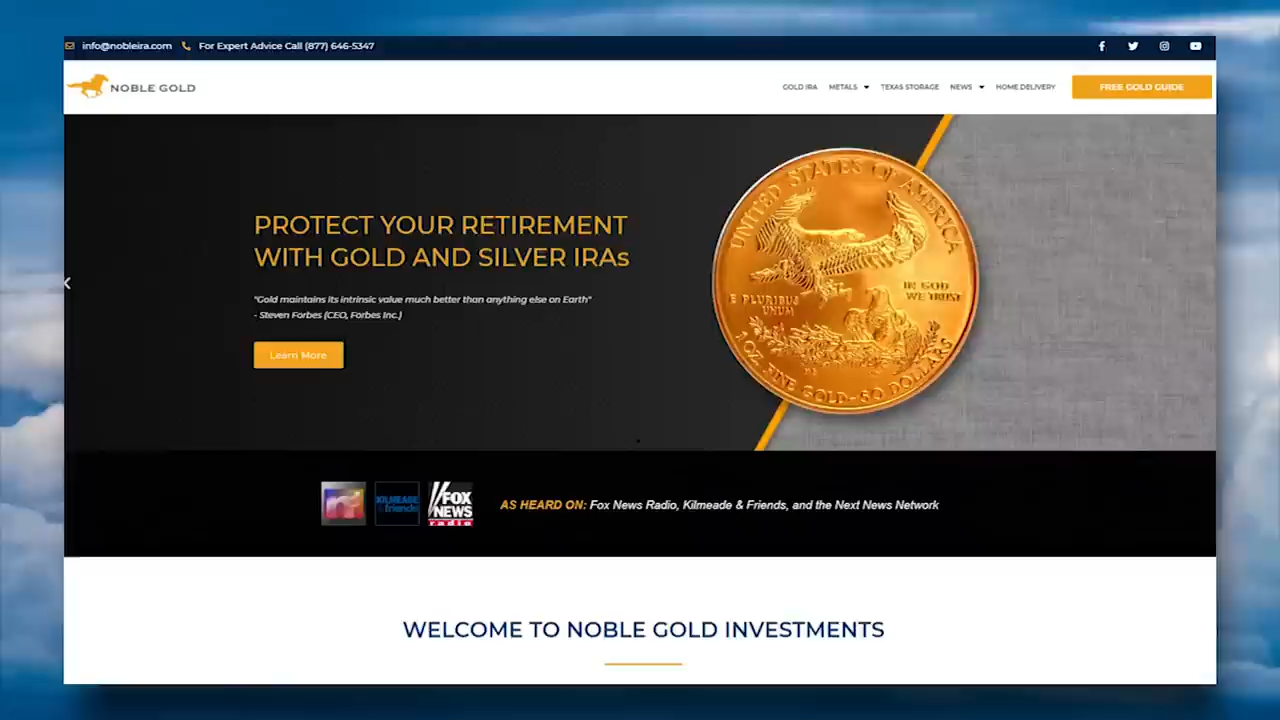 info@nobleira.com For Expert Advice Call (877) 646-5347
NOBLE GOLD
GOLD IRA METALS TEXAS STORAGE NEWS HOME DELIVERY FREE GOLD GUIDE
PROTECT YOUR RETIREMENT
WITH GOLD AND SILVER IRAs
"Gold maintains its intrinsic value much better than anything else on Earth"
- Steven Forbes (CEO, Forbes Inc.)
Learn More
UNITED STATES OF AMERICA
E PLURIBUS
UNUM
IN GOD
WE TRUST
1 OZ. FINE GOLD-50 DOLLARS
KILMEADE
&friends
FOX
NEWS
radio
AS HEARD ON: Fox News Radio, Kilmeade & Friends, and the Next News Network
WELCOME TO NOBLE GOLD INVESTMENTS